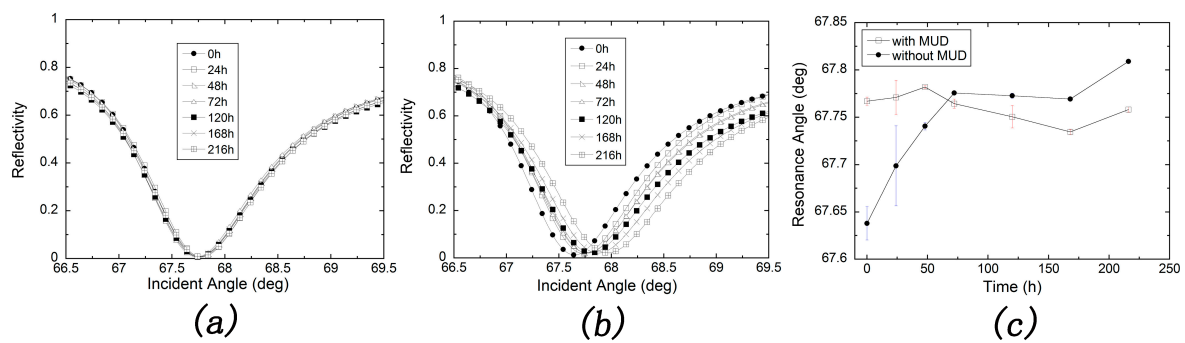 1
0.8
0.6
0.4
0.2
0
Reflectivity
0h
24h
48h
72h
120h
168h
216h
66.5 67 67.5 68 68.5 69 69.5
Incident Angle (deg)
(a)
1
0.8
0.6
0.4
0.2
0
Reflectivity
0h
24h
48h
72h
120h
168h
216h
66.5 67 67.5 68 68.5 69 69.5
Incident Angle (deg)
(b)
67.85
67.8
67.75
67.7
67.65
67.6
Resonance Angle (deg)
with MUD
without MUD
0 50 100 150 200 250
Time (h)
(c)